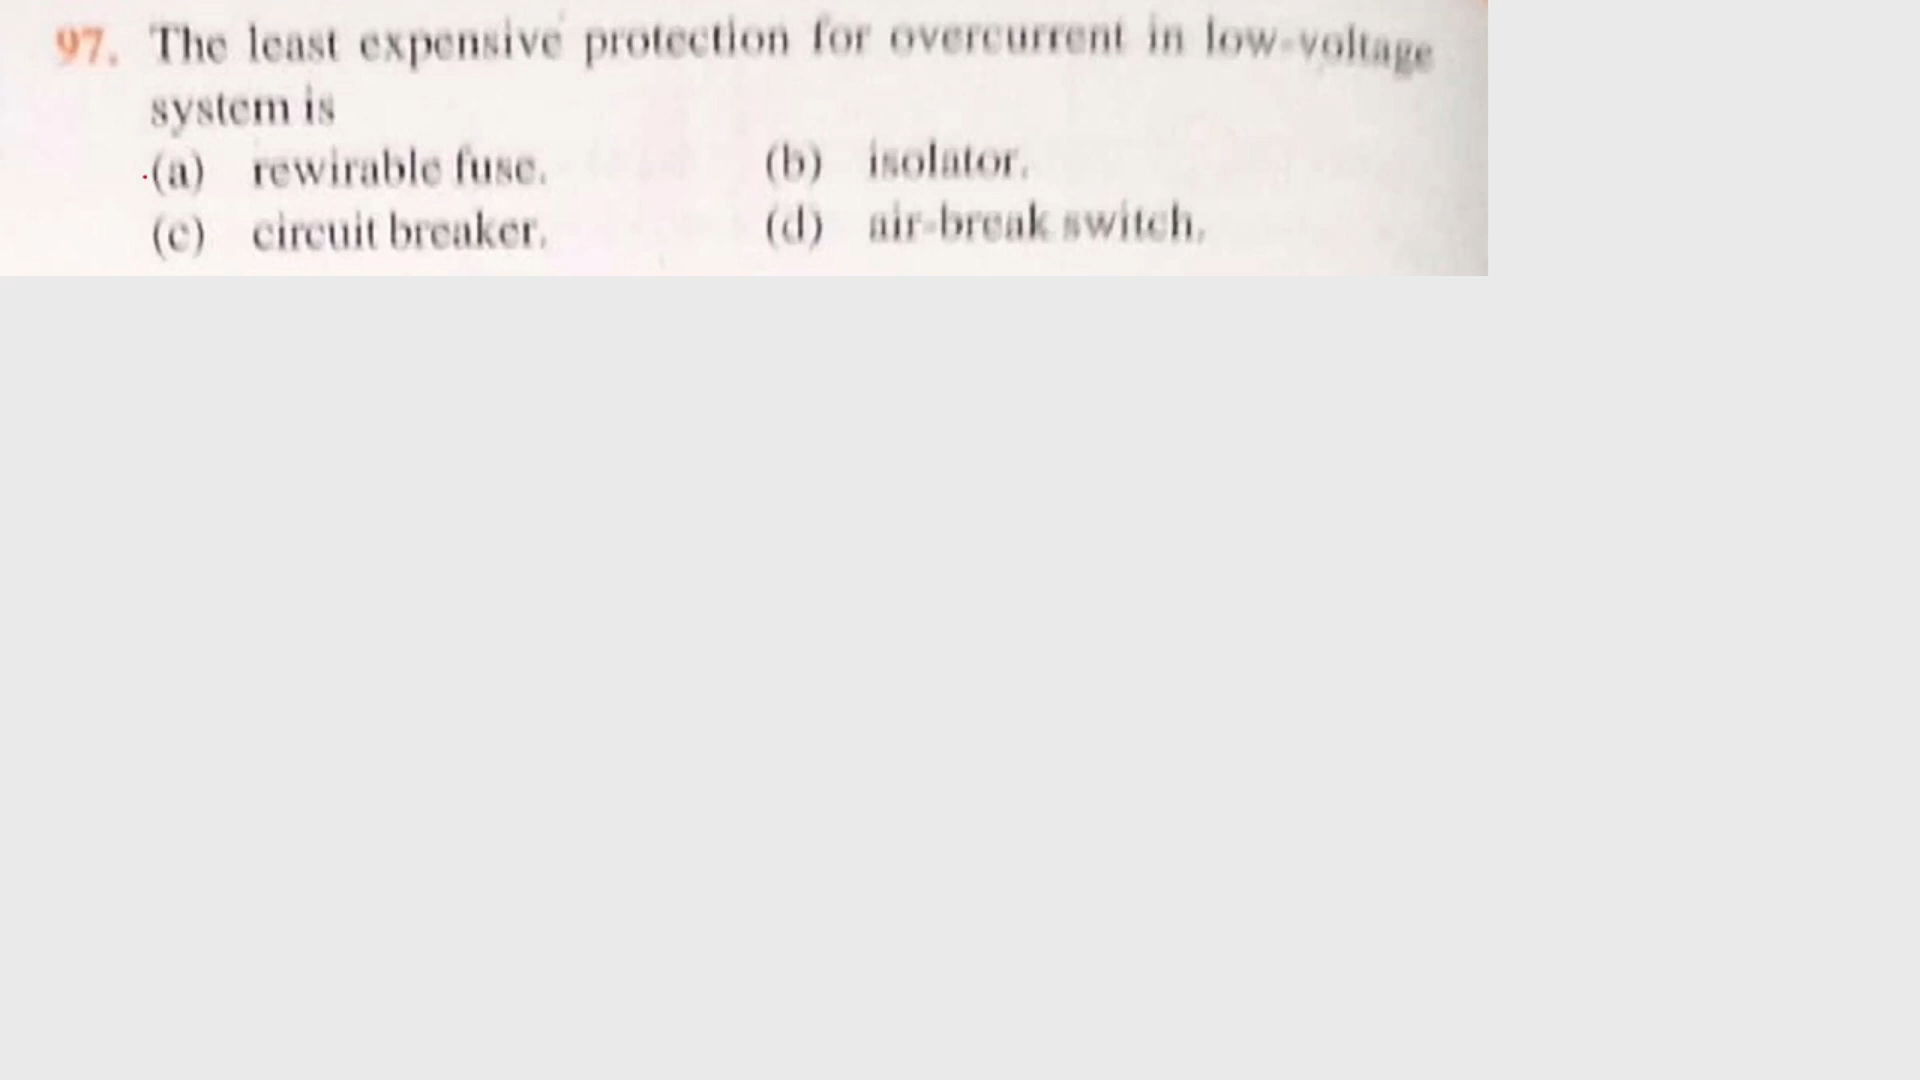 97. The least expensive protection for overcurrent in low-voltage
system is
(a) rewirable fuse. (b) isolator.
(c) circuit breaker. (d) air-break switch.